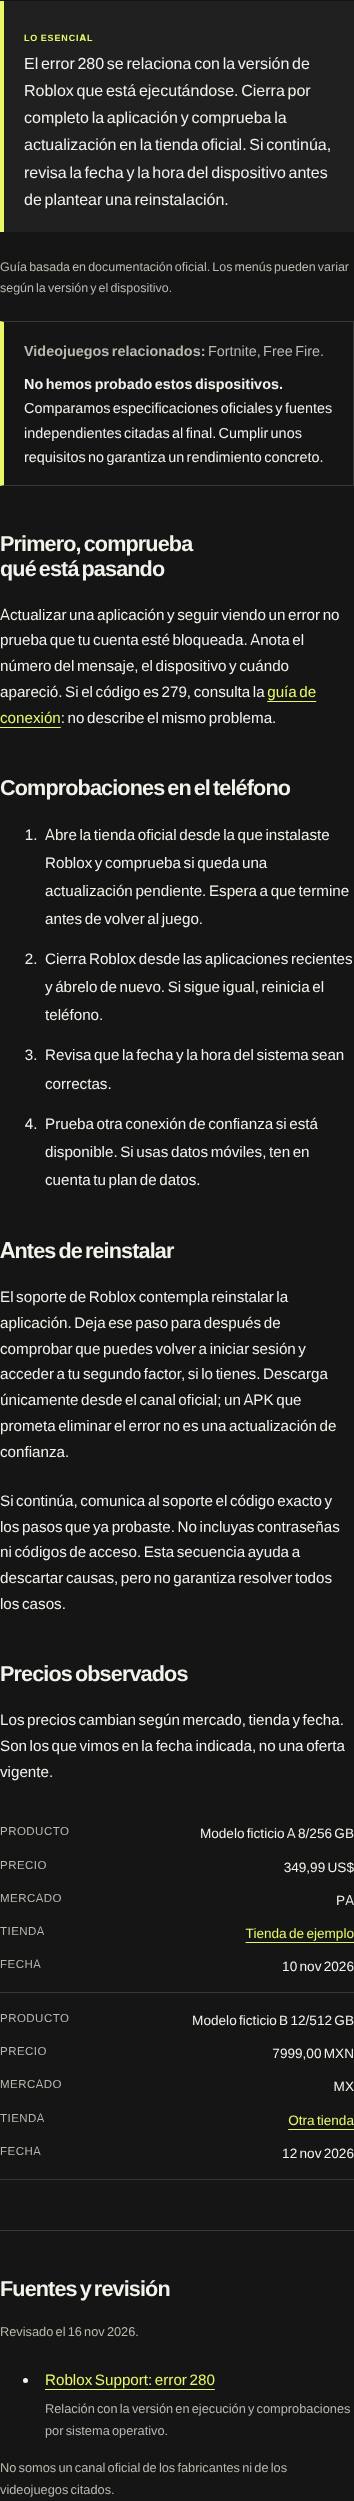 LO ESENCIAL
El error 280 se relaciona con la versión de
Roblox que está ejecutándose. Cierra por
completo la aplicación y comprueba la
actualización en la tienda oficial. Si continúa,
revisa la fecha y la hora del dispositivo antes
de plantear una reinstalación.
Guía basada en documentación oficial. Los menús pueden variar
según la versión y el dispositivo.
Videojuegos relacionados: Fortnite, Free Fire.
No hemos probado estos dispositivos.
Comparamos especificaciones oficiales y fuentes
independientes citadas al final. Cumplir unos
requisitos no garantiza un rendimiento concreto.
Primero, comprueba
qué está pasando
Actualizar una aplicación y seguir viendo un error no
prueba que tu cuenta esté bloqueada. Anota el
número del mensaje, el dispositivo y cuándo
apareció. Si el código es 279, consulta la guía de
conexión: no describe el mismo problema.
Comprobaciones en el teléfono
1. Abre la tienda oficial desde la que instalaste
Roblox y comprueba si queda una
actualización pendiente. Espera a que termine
antes de volver al juego.
2. Cierra Roblox desde las aplicaciones recientes
y ábrelo de nuevo. Si sigue igual, reinicia el
teléfono.
3. Revisa que la fecha y la hora del sistema sean
correctas.
4. Prueba otra conexión de confianza si está
disponible. Si usas datos móviles, ten en
cuenta tu plan de datos.
Antes de reinstalar
El soporte de Roblox contempla reinstalar la
aplicación. Deja ese paso para después de
comprobar que puedes volver a iniciar sesión y
acceder a tu segundo factor, si lo tienes. Descarga
únicamente desde el canal oficial; un APK que
prometa eliminar el error no es una actualización de
confianza.
Si continúa, comunica al soporte el código exacto y
los pasos que ya probaste. No incluyas contraseñas
ni códigos de acceso. Esta secuencia ayuda a
descartar causas, pero no garantiza resolver todos
los casos.
Precios observados
Los precios cambian según mercado, tienda y fecha.
Son los que vimos en la fecha indicada, no una oferta
vigente.
PRODUCTO Modelo ficticio A 8/256 GB
PRECIO 349,99 US$
MERCADO PA
TIENDA Tienda de ejemplo
FECHA 10 nov 2026
PRODUCTO Modelo ficticio B 12/512 GB
PRECIO 7999,00 MXN
MERCADO MX
TIENDA Otra tienda
FECHA 12 nov 2026
Fuentes y revisión
Revisado el 16 nov 2026.
• Roblox Support: error 280
Relación con la versión en ejecución y comprobaciones
por sistema operativo.
No somos un canal oficial de los fabricantes ni de los
videojuegos citados.